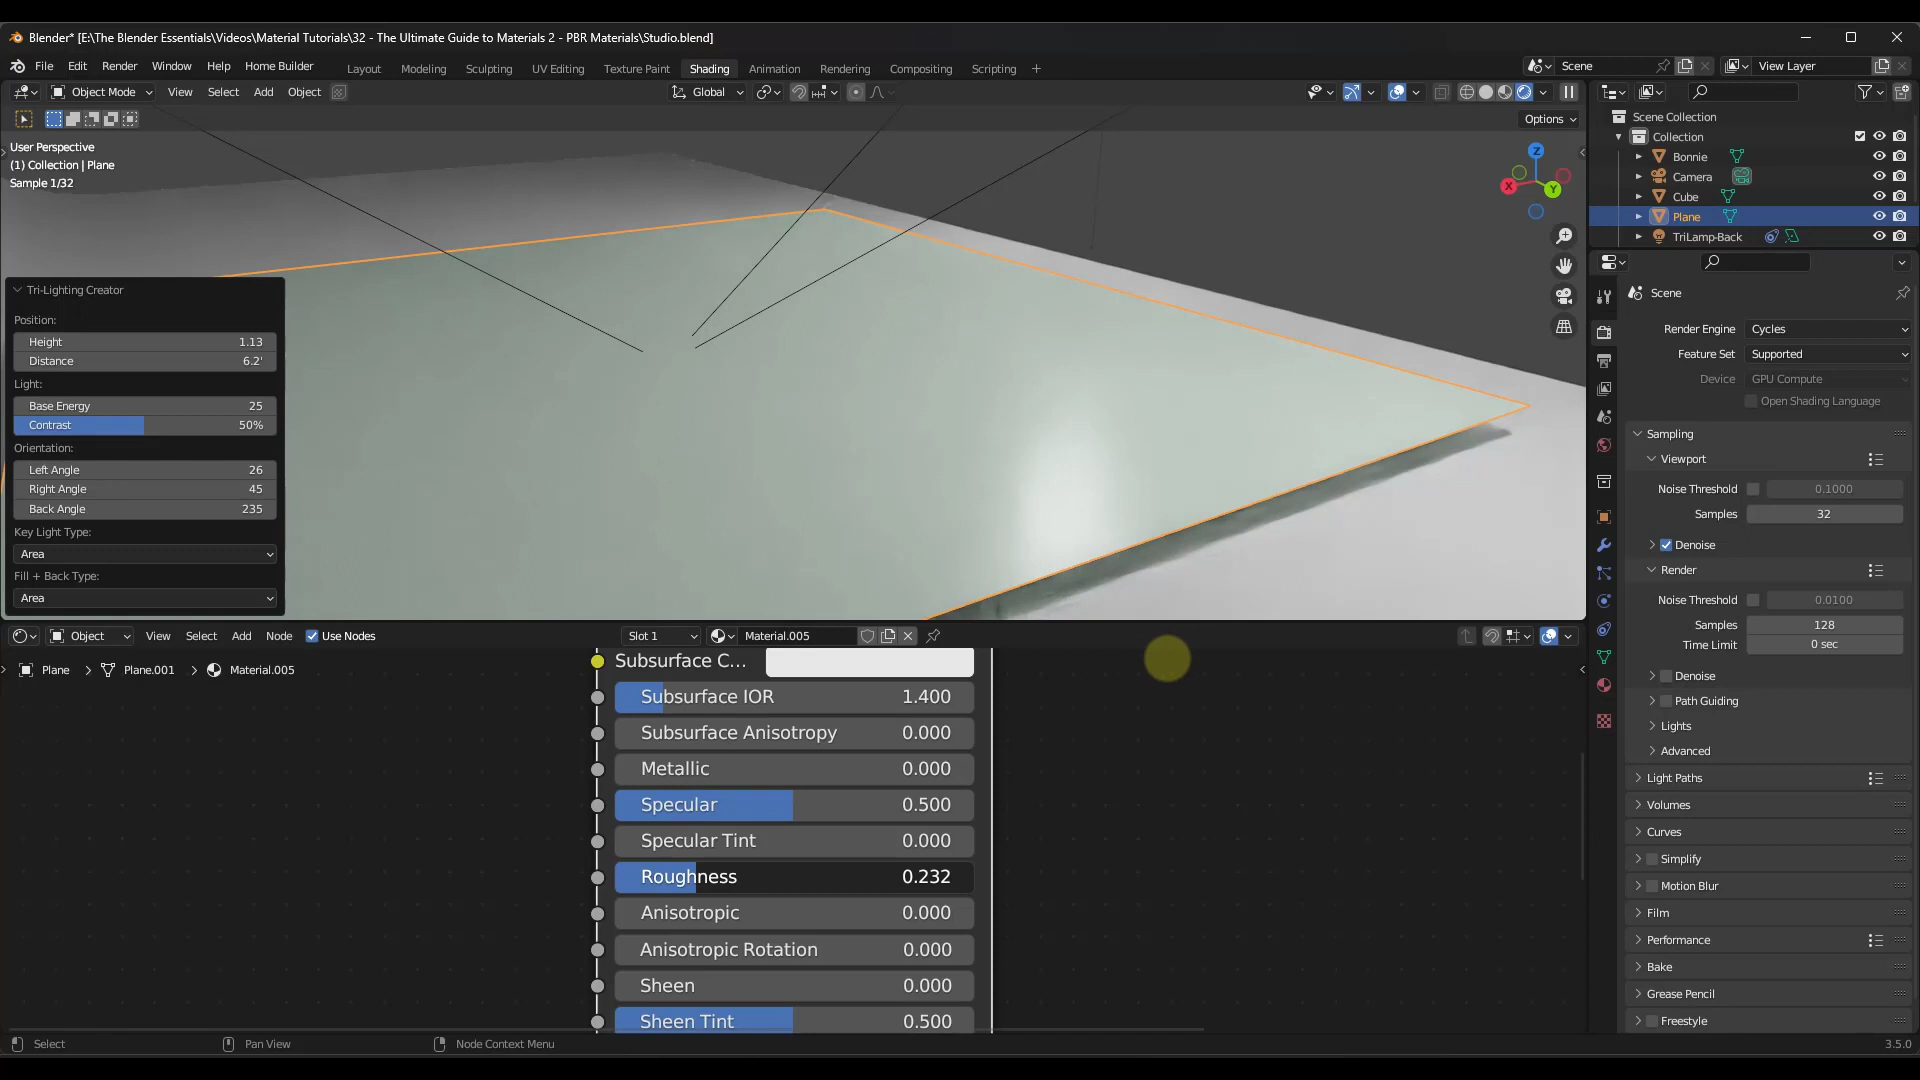 Blender* [E:\The Blender Essentials\Videos\Material Tutorials\32 - The Ultimate Guide to Materials 2 - PBR Materials\Studio.blend]
File Edit Render Window Help Home Builder Layout Modeling Sculpting UV Editing Texture Paint Shading Animation Rendering Compositing Scripting + Scene View Layer
Object Mode View Select Add Object Global
Options
User Perspective
(1) Collection | Plane
Sample 1/32
Z
X
Y
Tri-Lighting Creator
Position:
Height 1.13
Distance 6.2'
Light:
Base Energy 25
Contrast 50%
Orientation:
Left Angle 26
Right Angle 45
Back Angle 235
Key Light Type:
Area
Fill + Back Type:
Area
Object View Select Add Node Use Nodes Slot 1 Material.005
Plane > Plane.001 > Material.005
Subsurface C...
Subsurface IOR 1.400
Subsurface Anisotropy 0.000
Metallic 0.000
Specular 0.500
Specular Tint 0.000
Roughness 0.232
Anisotropic 0.000
Anisotropic Rotation 0.000
Sheen 0.000
Sheen Tint 0.500
Scene Collection
Collection
Bonnie
Camera
Cube
Plane
TriLamp-Back
Scene
Render Engine Cycles
Feature Set Supported
Device GPU Compute
Open Shading Language
Sampling
Viewport
Noise Threshold 0.1000
Samples 32
Denoise
Render
Noise Threshold 0.0100
Samples 128
Time Limit 0 sec
Denoise
Path Guiding
Lights
Advanced
Light Paths
Volumes
Curves
Simplify
Motion Blur
Film
Performance
Bake
Grease Pencil
Freestyle
Select Pan View Node Context Menu 3.5.0